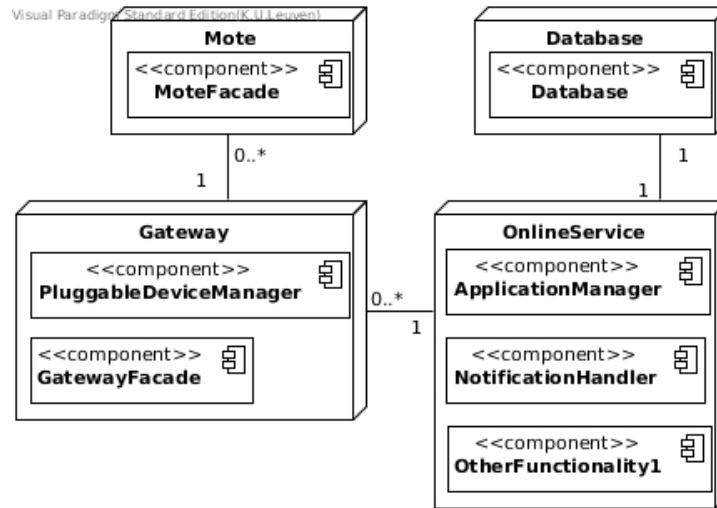 Visual Paradigm Standard Edition(K.U.Leuven)
Mote
<<component>>
MoteFacade
Database
<<component>>
Database
0..*
1
1
1
Gateway
<<component>>
PluggableDeviceManager
<<component>>
GatewayFacade
0..*
1
OnlineService
<<component>>
ApplicationManager
<<component>>
NotificationHandler
<<component>>
OtherFunctionality1